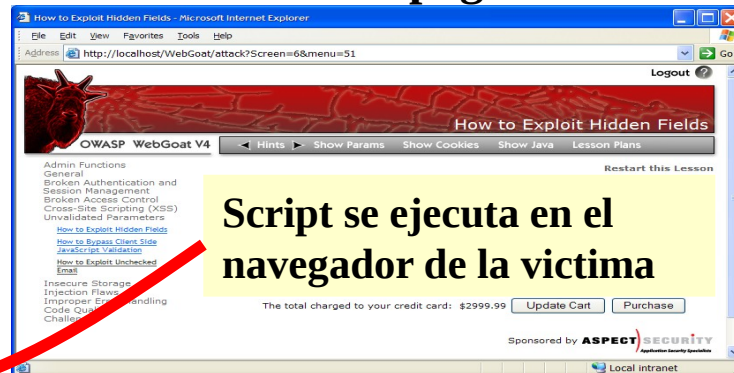 How to Exploit Hidden Fields - Microsoft Internet Explorer
File Edit View Favorites Tools Help
Address http://localhost/WebGoat/attack?Screen=6&menu=51 Go
Logout ?
How to Exploit Hidden Fields
OWASP WebGoat V4 Hints Show Params Show Cookies Show Java Lesson Plans
Admin Functions
General
Broken Authentication and
Session Management
Broken Access Control
Cross-Site Scripting (XSS)
Unvalidated Parameters
How to Exploit Hidden Fields
How to Bypass Client Side
JavaScript Validation
How to Exploit Unchecked
Email
Insecure Storage
Injection Flaws
Improper Handling
Code
Restart this Lesson
Script se ejecuta en el
navegador de la victima
The total charged to your credit card: $2999.99 Update Cart Purchase
Sponsored by ASPECT SECURITY
Application Security Specialists
Local intranet